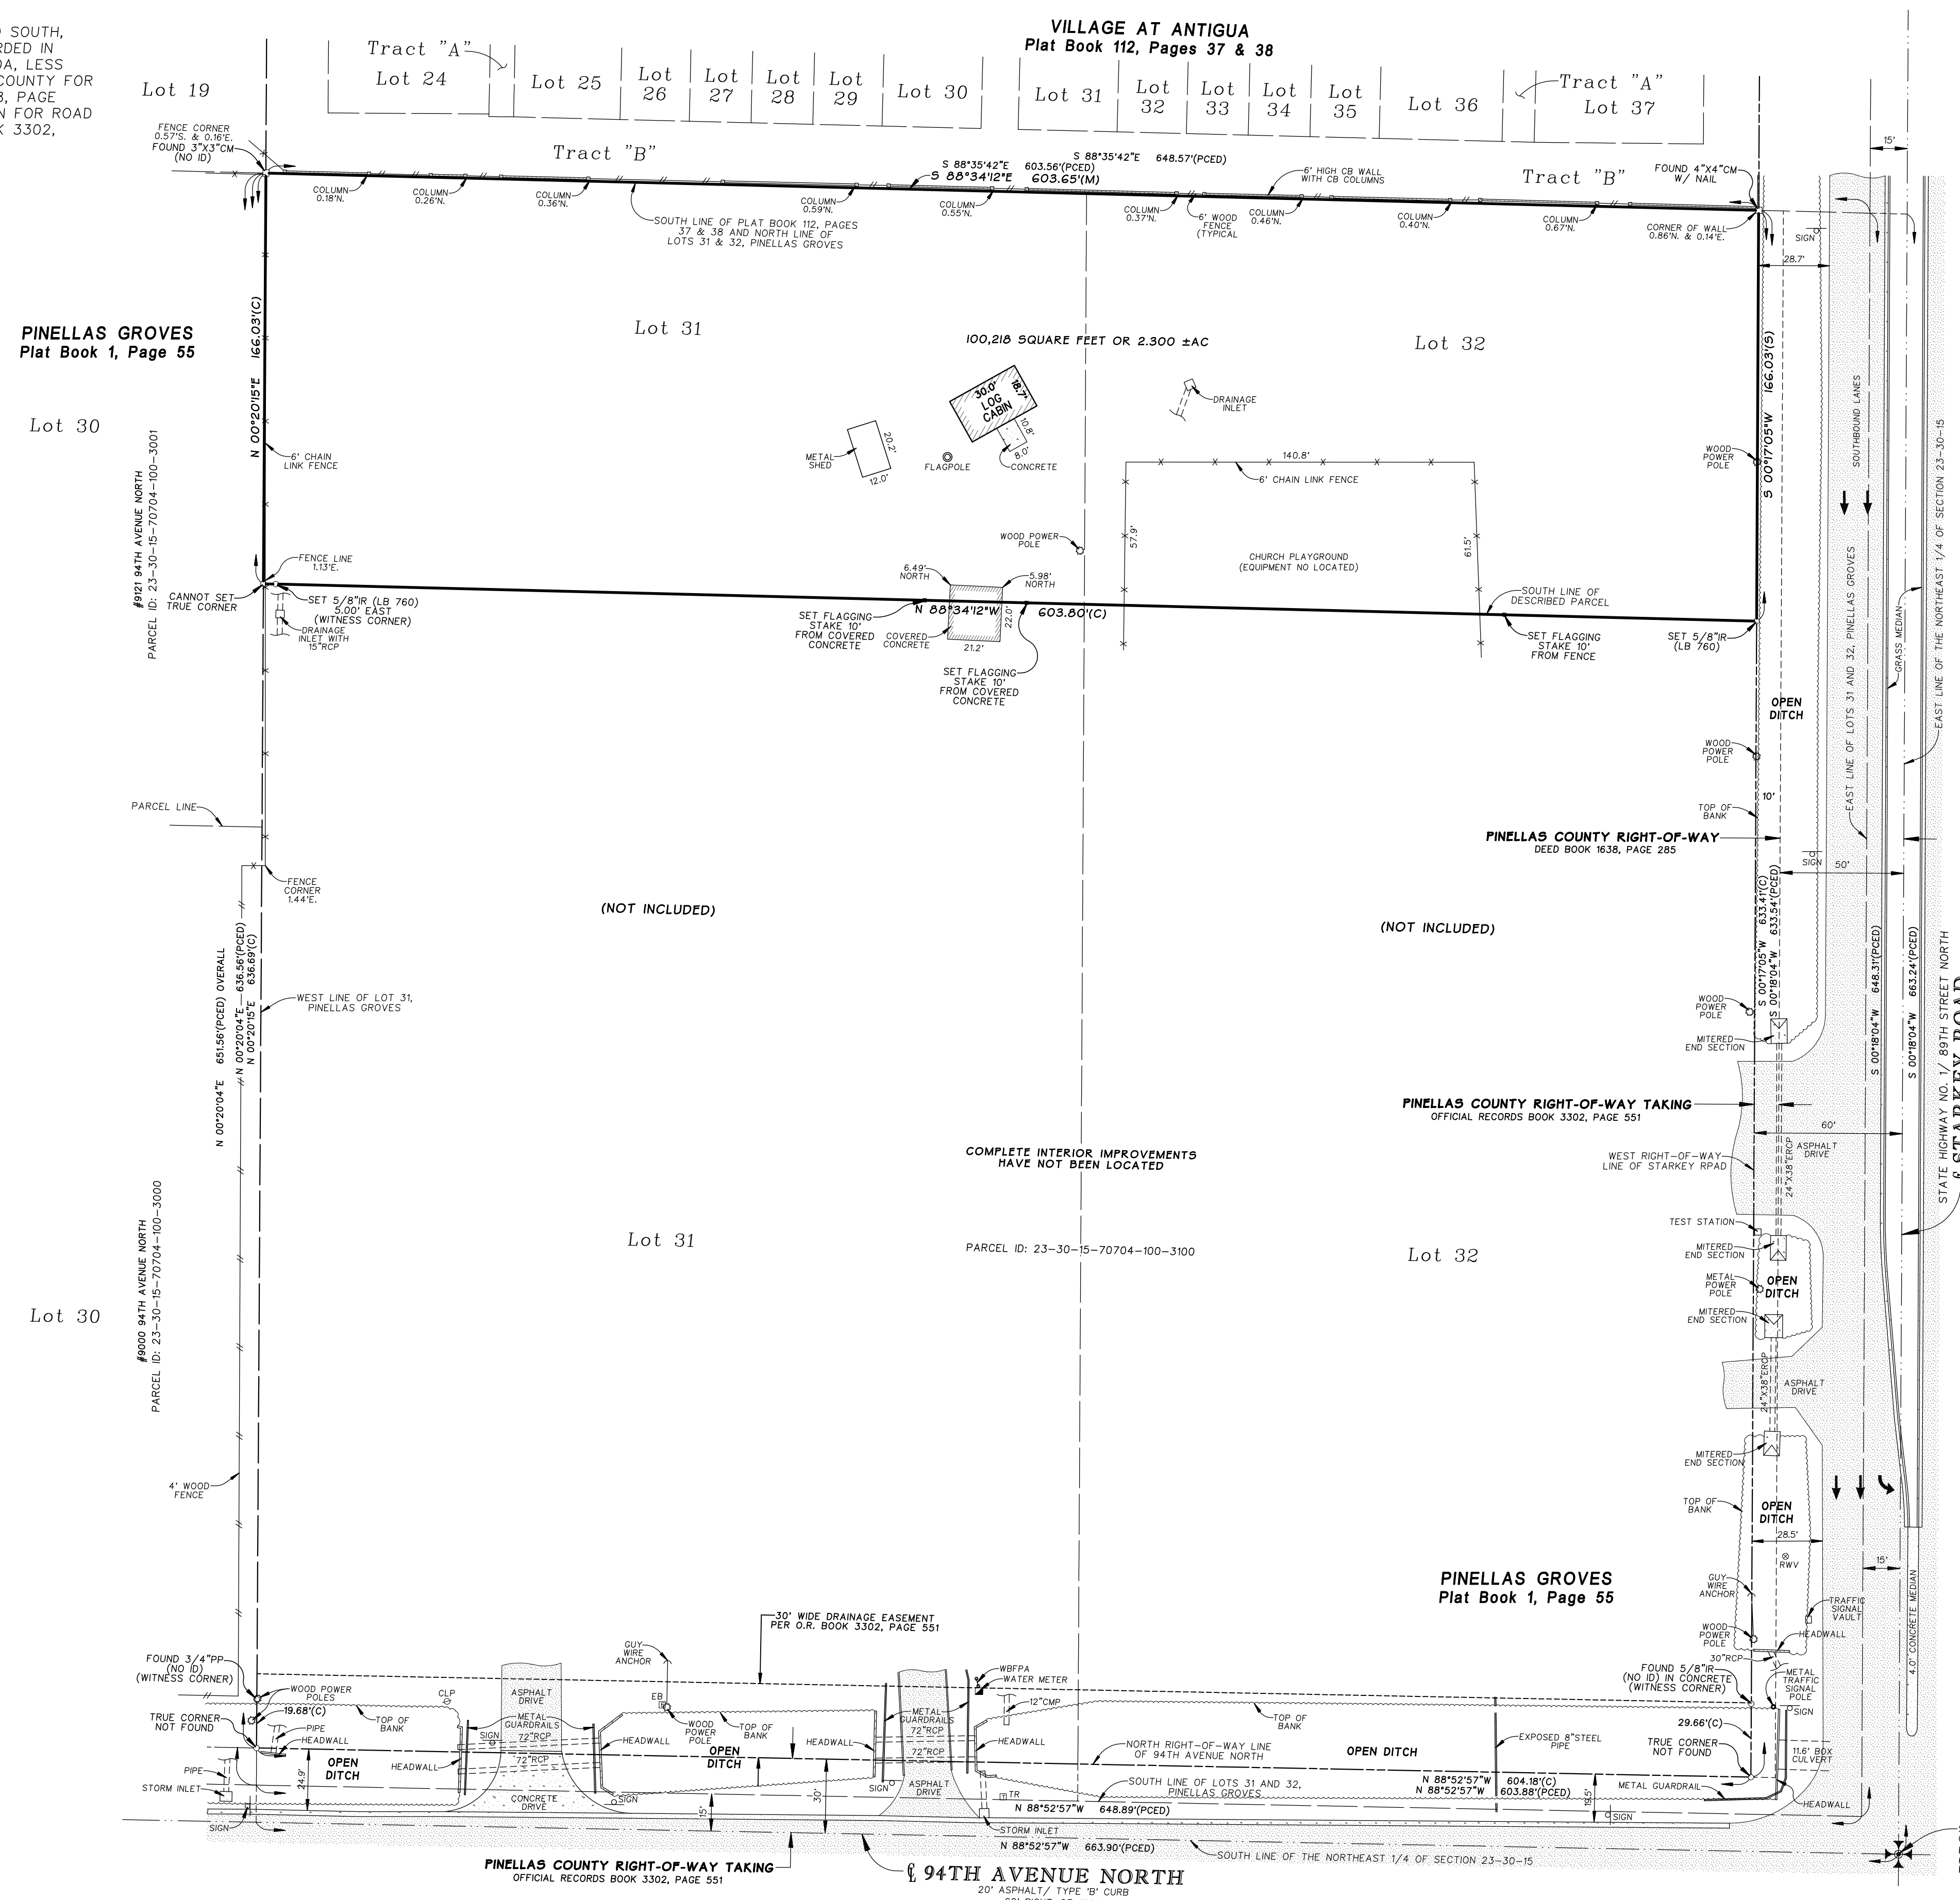 SOUTH,
RDED IN
DA, LESS
COUNTY FOR
PAGE
N FOR ROAD
K 3302,
VILLAGE AT ANTIGUA
Plat Book 112, Pages 37 & 38
Lot 19
Tract "A"
Lot 24
Lot 25
Lot
26
Lot
27
Lot
28
Lot
29
Lot 30
Lot 31
Lot
32
Lot
33
Lot
34
Lot
35
Lot 36
Tract "A"
Lot 37
15'
FENCE CORNER
0.57'S. & 0.16'E.
FOUND 3"X3"CM
(NO ID)
Tract "B"
S 88°35'42"E 648.57'(PCED)
S 88°35'42"E 603.56'(PCED)
S 88°34'12"E 603.65'(M)
6' HIGH CB WALL
WITH CB COLUMNS
Tract "B"
FOUND 4"X4"CM
W/ NAIL
COLUMN
0.18'N.
COLUMN
0.26'N.
COLUMN
0.36'N.
COLUMN
0.59'N.
COLUMN
0.55'N.
COLUMN
0.37'N.
6' WOOD
FENCE
(TYPICAL
COLUMN
0.46'N.
COLUMN
0.40'N.
COLUMN
0.67'N.
CORNER OF WALL
0.86'N. & 0.14'E.
SOUTH LINE OF PLAT BOOK 112, PAGES
37 & 38 AND NORTH LINE OF
LOTS 31 & 32, PINELLAS GROVES
SIGN
28.7'
PINELLAS GROVES
Plat Book 1, Page 55
Lot 30
N 00°20'15"E 166.03'(C)
Lot 31
100,218 SQUARE FEET OR 2.300 ±AC
Lot 32
S 00°17'05"W 166.03'(S)
SOUTHBOUND LANES
30.0'
18.7'
LOG
CABIN
10.8'
8.0'
CONCRETE
DRAINAGE
INLET
METAL
SHED
20.2'
12.0'
FLAGPOLE
6' CHAIN
LINK FENCE
140.8'
6' CHAIN LINK FENCE
57.9'
61.5'
CHURCH PLAYGROUND
(EQUIPMENT NO LOCATED)
WOOD
POWER
POLE
WOOD POWER
POLE
#9121 94TH AVENUE NORTH
PARCEL ID: 23-30-15-70704-100-3001
FENCE LINE
1.13'E.
CANNOT SET
TRUE CORNER
SET 5/8"IR (LB 760)
5.00' EAST
(WITNESS CORNER)
DRAINAGE
INLET WITH
15"RCP
6.49'
NORTH
5.98'
NORTH
N 88°34'12"W 603.80'(C)
22.0'
21.2'
SET FLAGGING
STAKE 10'
FROM COVERED
CONCRETE
COVERED
CONCRETE
SET FLAGGING
STAKE 10'
FROM COVERED
CONCRETE
SOUTH LINE OF
DESCRIBED PARCEL
SET FLAGGING
STAKE 10'
FROM FENCE
SET 5/8"IR
(LB 760)
EAST LINE OF LOTS 31 AND 32, PINELLAS GROVES
GRASS MEDIAN
EAST LINE OF THE NORTHEAST 1/4 OF SECTION 23-30-15
OPEN
DITCH
WOOD
POWER
POLE
10'
TOP OF
BANK
PARCEL LINE
PINELLAS COUNTY RIGHT-OF-WAY
DEED BOOK 1638, PAGE 285
SIGN
50'
FENCE
CORNER
1.44'E.
(NOT INCLUDED)
(NOT INCLUDED)
S 00°17'05"W 633.41'(C)
S 00°18'04"W 633.54'(PCED)
S 00°18'04"W 648.31'(PCED)
S 00°18'04"W 663.24'(PCED)
STATE HIGHWAY NO. 1/ 89TH STREET NORTH
℄ STARKEY ROAD
N 00°20'04"E 651.56'(PCED) OVERALL
N 00°20'04"E 636.56'(PCED)
N 00°20'15"E 636.69'(C)
WEST LINE OF LOT 31,
PINELLAS GROVES
WOOD
POWER
POLE
MITERED
END SECTION
PINELLAS COUNTY RIGHT-OF-WAY TAKING
OFFICIAL RECORDS BOOK 3302, PAGE 551
60'
ASPHALT
DRIVE
24"X38"ERCP
WEST RIGHT-OF-WAY
LINE OF STARKEY RPAD
COMPLETE INTERIOR IMPROVEMENTS
HAVE NOT BEEN LOCATED
TEST STATION
Lot 31
PARCEL ID: 23-30-15-70704-100-3100
Lot 32
MITERED
END SECTION
METAL
POWER
POLE
OPEN
DITCH
MITERED
END SECTION
Lot 30
#9000 94TH AVENUE NORTH
PARCEL ID: 23-30-15-70704-100-3000
24"X38"ERCP
ASPHALT
DRIVE
MITERED
END SECTION
4' WOOD
FENCE
TOP OF
BANK
OPEN
DITCH
28.5'
RWV
15'
PINELLAS GROVES
Plat Book 1, Page 55
GUY
WIRE
ANCHOR
TRAFFIC
SIGNAL
VAULT
4.0' CONCRETE MEDIAN
WOOD
POWER
POLE
HEADWALL
30"RCP
30' WIDE DRAINAGE EASEMENT
PER O.R. BOOK 3302, PAGE 551
GUY
WIRE
ANCHOR
FOUND 3/4"PP
(NO ID)
(WITNESS CORNER)
WOOD POWER
POLES
19.68'(C)
CLP
ASPHALT
DRIVE
EB
WOOD
POWER
POLE
WBFPA
WATER METER
12"CMP
FOUND 5/8"IR
(NO ID) IN CONCRETE
(WITNESS CORNER)
METAL
TRAFFIC
SIGNAL
POLE
SIGN
TRUE CORNER
NOT FOUND
PIPE
HEADWALL
TOP OF
BANK
METAL
GUARDRAILS
SIGN
72"RCP
72"RCP
HEADWALL
TOP OF
BANK
METAL
GUARDRAILS
72"RCP
72"RCP
HEADWALL
HEADWALL
TOP OF
BANK
EXPOSED 8"STEEL
PIPE
29.66'(C)
TRUE CORNER
NOT FOUND
11.6' BOX
CULVERT
OPEN
DITCH
HEADWALL
OPEN
DITCH
NORTH RIGHT-OF-WAY LINE
OF 94TH AVENUE NORTH
OPEN DITCH
PIPE
STORM INLET
24.9'
CONCRETE
DRIVE
SIGN
15'
30'
SIGN
ASPHALT
DRIVE
TR
SOUTH LINE OF LOTS 31 AND 32,
PINELLAS GROVES
N 88°52'57"W 604.18'(C)
N 88°52'57"W 603.88'(PCED)
19.5'
METAL GUARDRAIL
HEADWALL
SIGN
N 88°52'57"W 648.89'(PCED)
SIGN
STORM INLET
N 88°52'57"W 663.90'(PCED)
SOUTH LINE OF THE NORTHEAST 1/4 OF SECTION 23-30-15
PINELLAS COUNTY RIGHT-OF-WAY TAKING
OFFICIAL RECORDS BOOK 3302, PAGE 551
℄ 94TH AVENUE NORTH
20' ASPHALT/ TYPE 'B' CURB